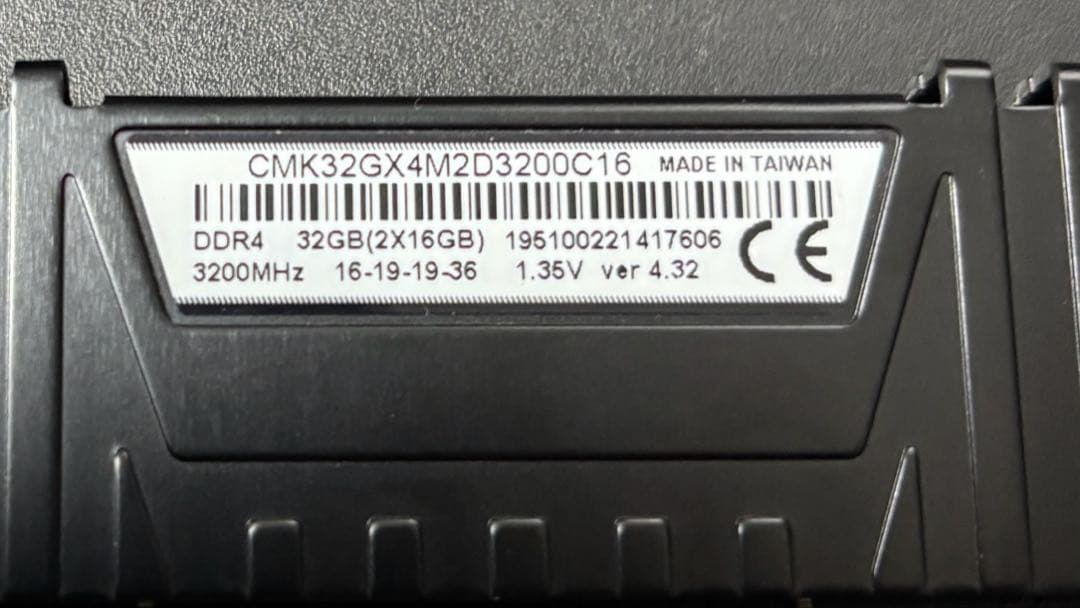 CMK32GX4M2D3200C16 MADE IN TAIWAN
DDR4 32GB(2X16GB) 195100221417606 CE
3200MHz 16-19-19-36 1.35V ver 4.32